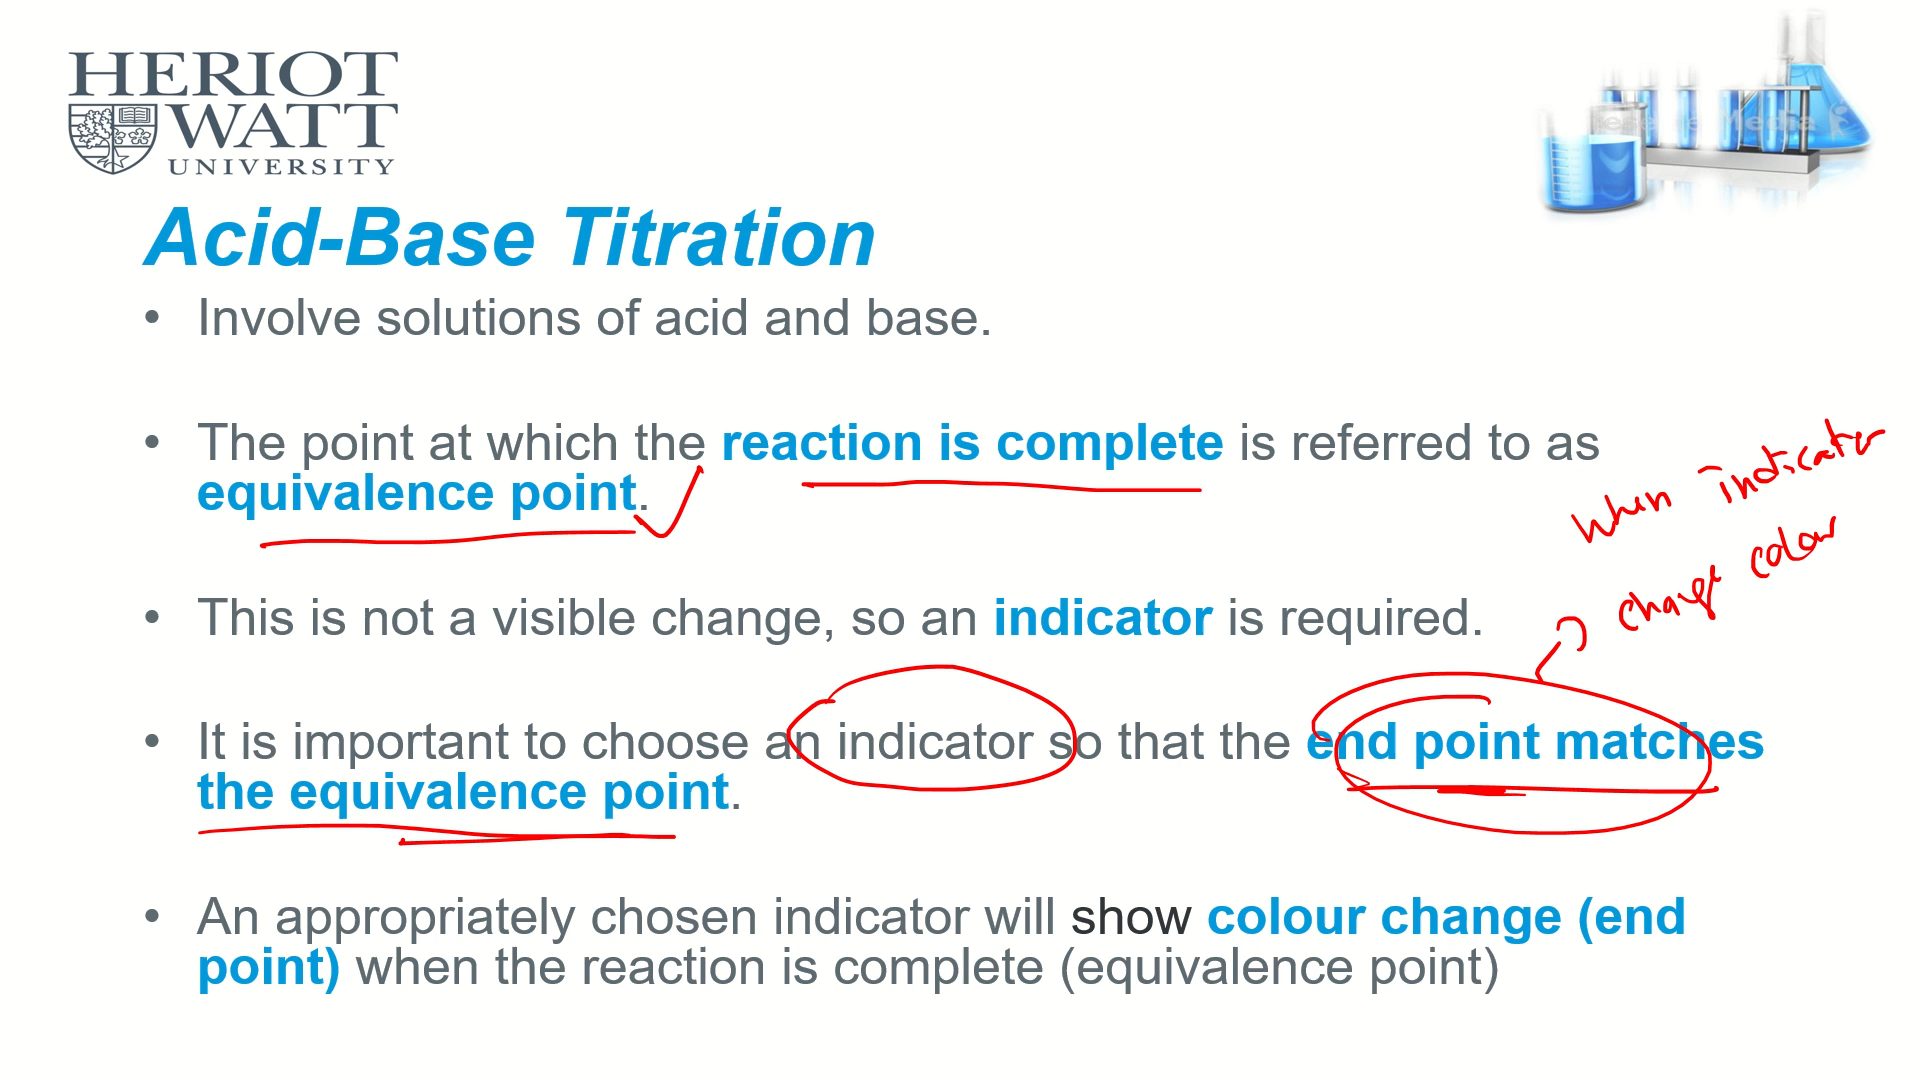 HERIOT
WATT
UNIVERSITY
Acid-Base Titration
• Involve solutions of acid and base.
• The point at which the reaction is complete is referred to as
equivalence point.
• This is not a visible change, so an indicator is required.
• It is important to choose an indicator so that the end point matches
the equivalence point.
• An appropriately chosen indicator will show colour change (end
point) when the reaction is complete (equivalence point)
when indicator
change colour
Media